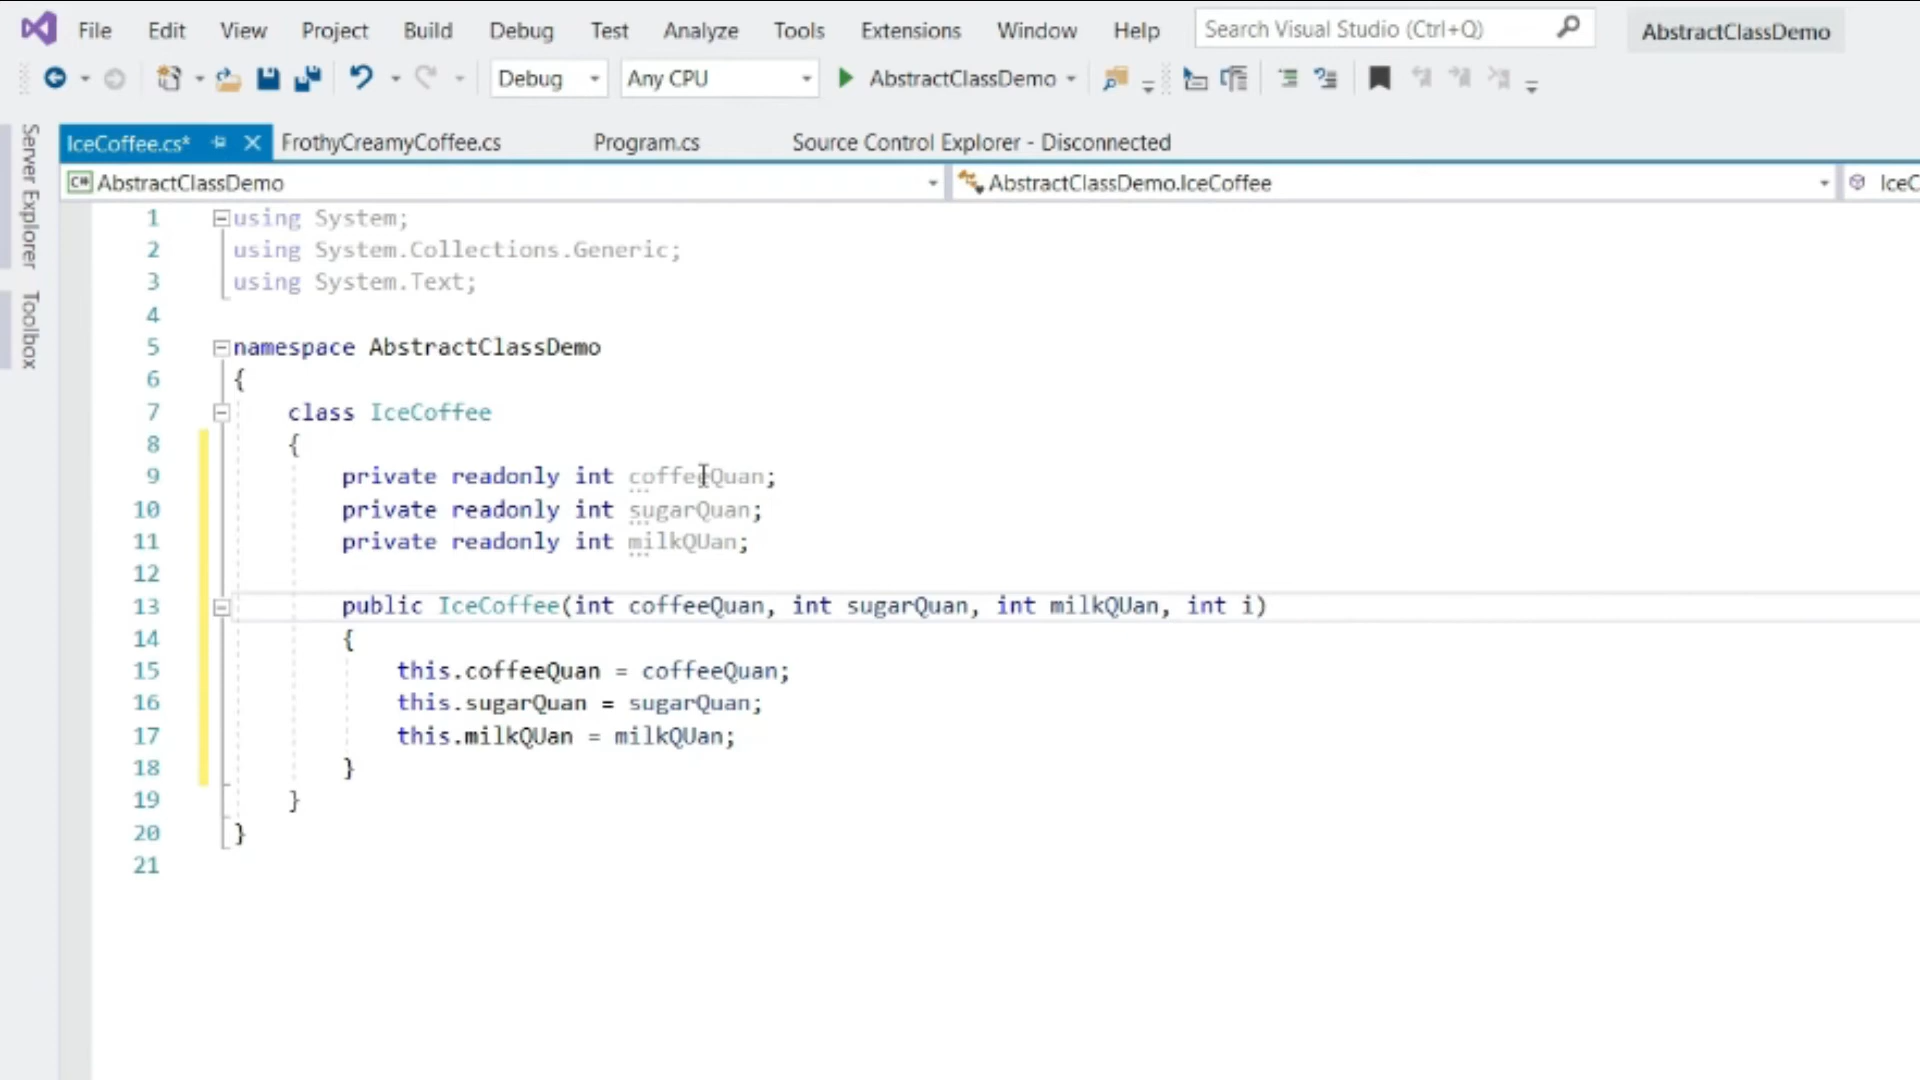 File Edit View Project Build Debug Test Analyze Tools Extensions Window Help Search Visual Studio (Ctrl+Q) AbstractClassDemo
Debug Any CPU AbstractClassDemo
Server Explorer
Toolbox
IceCoffee.cs* FrothyCreamyCoffee.cs Program.cs Source Control Explorer - Disconnected
C# AbstractClassDemo AbstractClassDemo.IceCoffee IceC
1 using System;
2 using System.Collections.Generic;
3 using System.Text;
4
5 namespace AbstractClassDemo
6 {
7 class IceCoffee
8 {
9 private readonly int coffeeQuan;
10 private readonly int sugarQuan;
11 private readonly int milkQUan;
12
13 public IceCoffee(int coffeeQuan, int sugarQuan, int milkQUan, int i)
14 {
15 this.coffeeQuan = coffeeQuan;
16 this.sugarQuan = sugarQuan;
17 this.milkQUan = milkQUan;
18 }
19 }
20 }
21